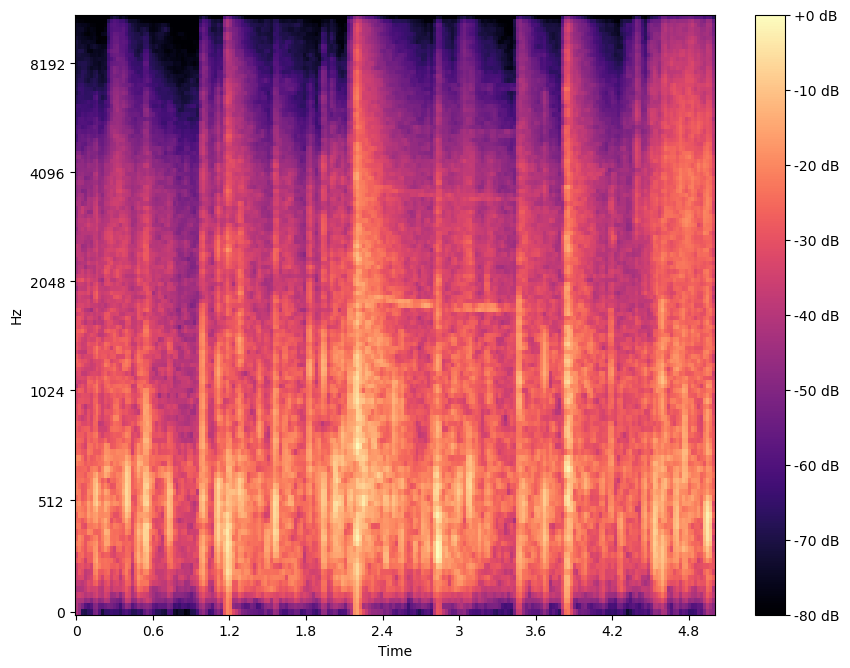 +0 dB
8192
-10 dB
4096
-20 dB
-30 dB
2048
Hz
-40 dB
1024
-50 dB
-60 dB
512
-70 dB
0
-80 dB
0 0.6 1.2 1.8 2.4 3 3.6 4.2 4.8
Time